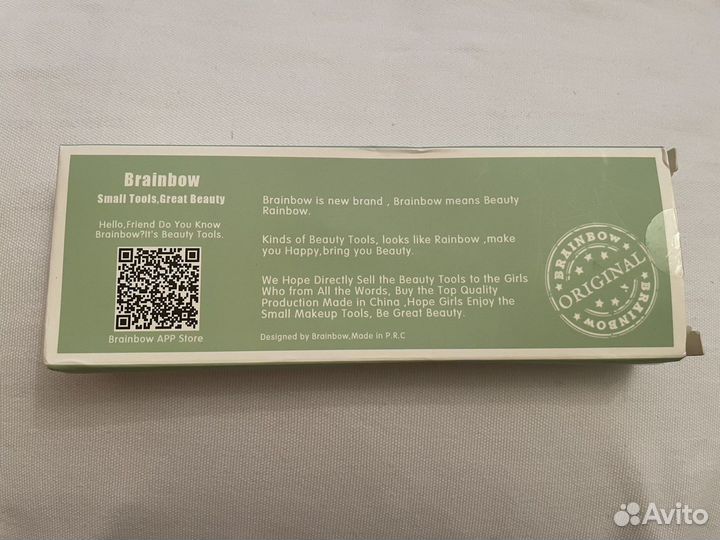 Brainbow
Small Tools,Great Beauty
Hello,Friend Do You Know
Brainbow?It's Beauty Tools.
Brainbow APP Store
Brainbow is new brand , Brainbow means Beauty
Rainbow.
Kinds of Beauty Tools, looks like Rainbow ,make
you Happy,bring you Beauty.
We Hope Directly Sell the Beauty Tools to the Girls
Who from All the Words, Buy the Top Quality
Production Made in China ,Hope Girls Enjoy the
Small Makeup Tools, Be Great Beauty.
Designed by Brainbow,Made in P.R.C
BRAINBOW
ORIGINAL
BRAINBOW
Avito